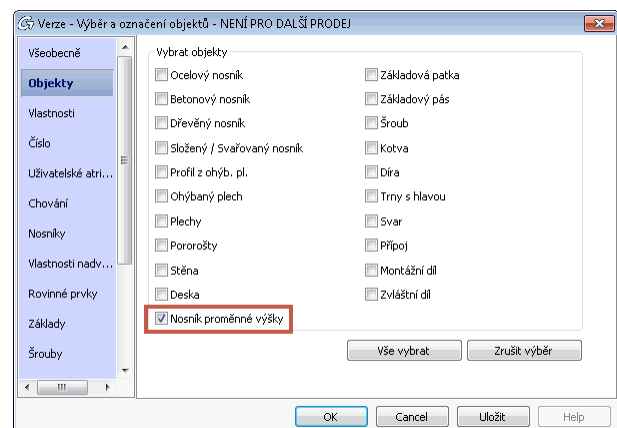 Verze - Výběr a označení objektů - NENÍ PRO DALŠÍ PRODEJ
Všeobecně
Objekty
Vlastnosti
Číslo
Uživatelské atri...
Chování
Nosníky
Vlastnosti nadv...
Rovinné prvky
Základy
Šrouby
Vybrat objekty
Ocelový nosník
Betonový nosník
Dřevěný nosník
Složený / Svařovaný nosník
Profil z ohýb. pl.
Ohýbaný plech
Plechy
Pororošty
Stěna
Deska
Nosník proměnné výšky
Základová patka
Základový pás
Šroub
Kotva
Díra
Trny s hlavou
Svar
Přípoj
Montážní díl
Zvláštní díl
Vše vybrat
Zrušit výběr
OK
Cancel
Uložit
Help